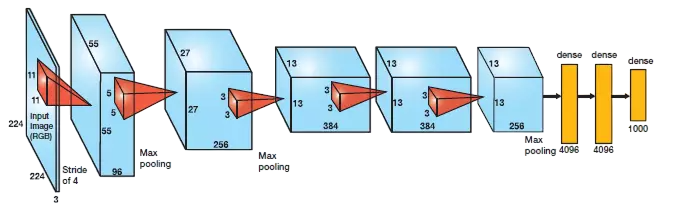 224
11
11
Input
Image
(RGB)
224
3
Stride
of 4
55
5
5
55
96
Max
pooling
27
27
3
3
256
Max
pooling
13
13
3
3
384
13
13
3
3
384
13
13
256
Max
pooling
dense
4096
dense
4096
1000